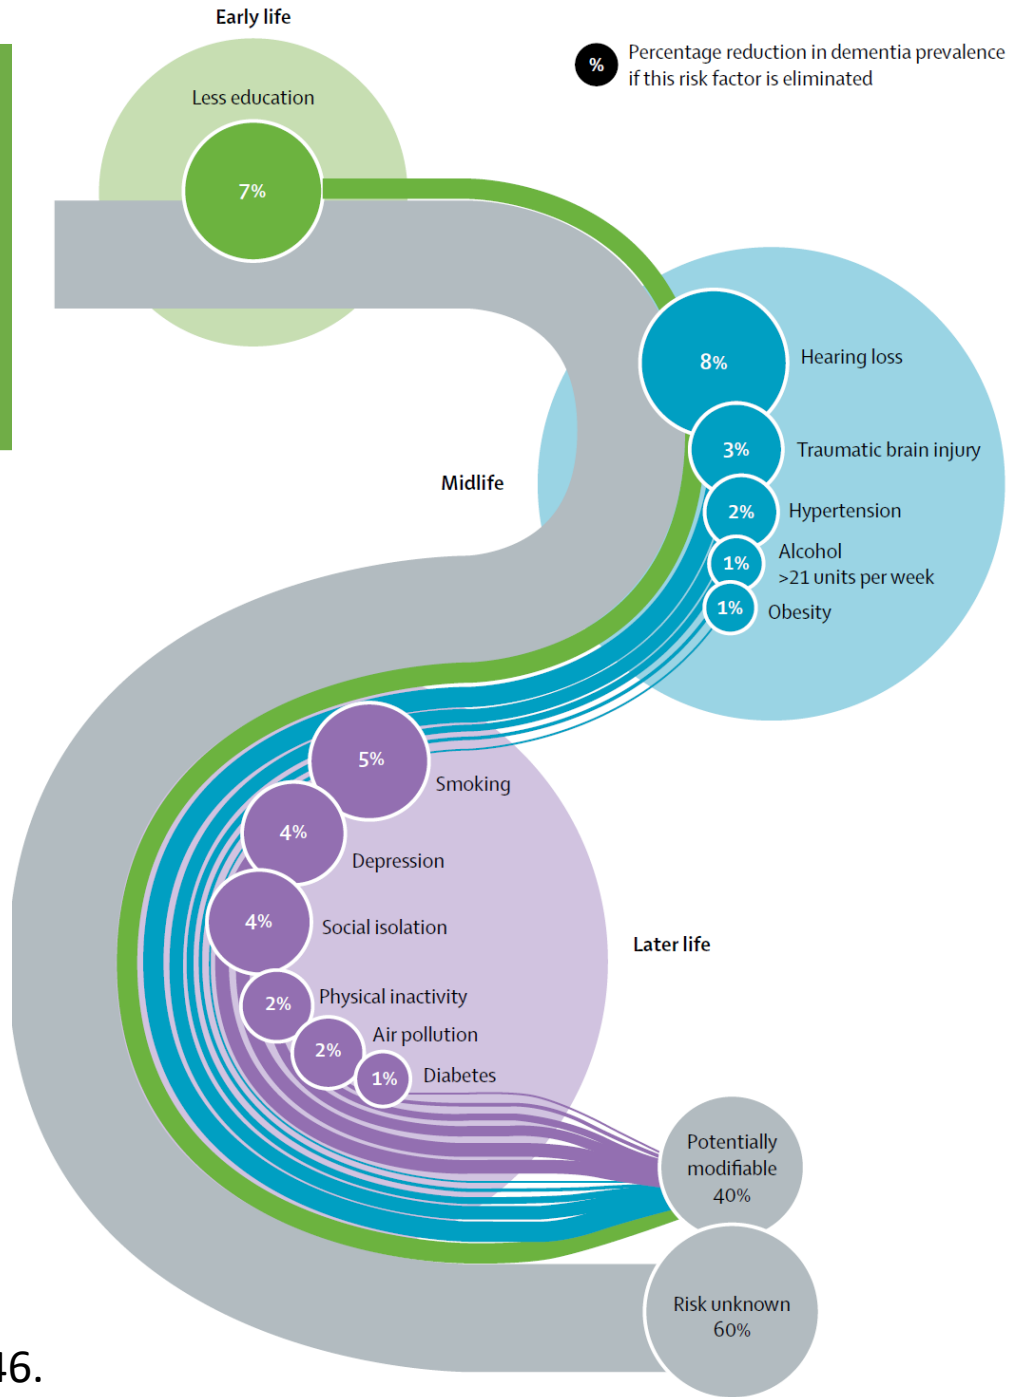 Early life
%
Percentage reduction in dementia prevalence
if this risk factor is eliminated
Less education
7%
8%
Hearing loss
3%
Traumatic brain injury
Midlife
2%
Hypertension
1%
Alcohol
>21 units per week
1%
Obesity
5%
Smoking
4%
Depression
4%
Social isolation
Later life
2%
Physical inactivity
2%
Air pollution
1%
Diabetes
Potentially
modifiable
40%
Risk unknown
60%
46.